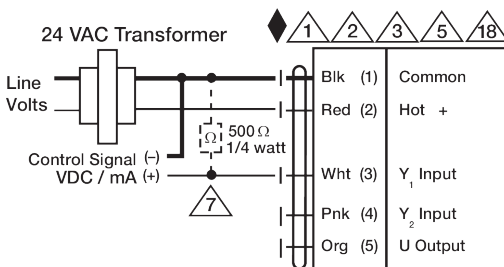 1 2 3 5 18
24 VAC Transformer
Line
Volts
Blk (1) Common
Red (2) Hot +
Ω 500 Ω
1/4 watt
Control Signal (–)
VDC / mA (+)
Wht (3) Y1 Input
7
Pnk (4) Y2 Input
Org (5) U Output